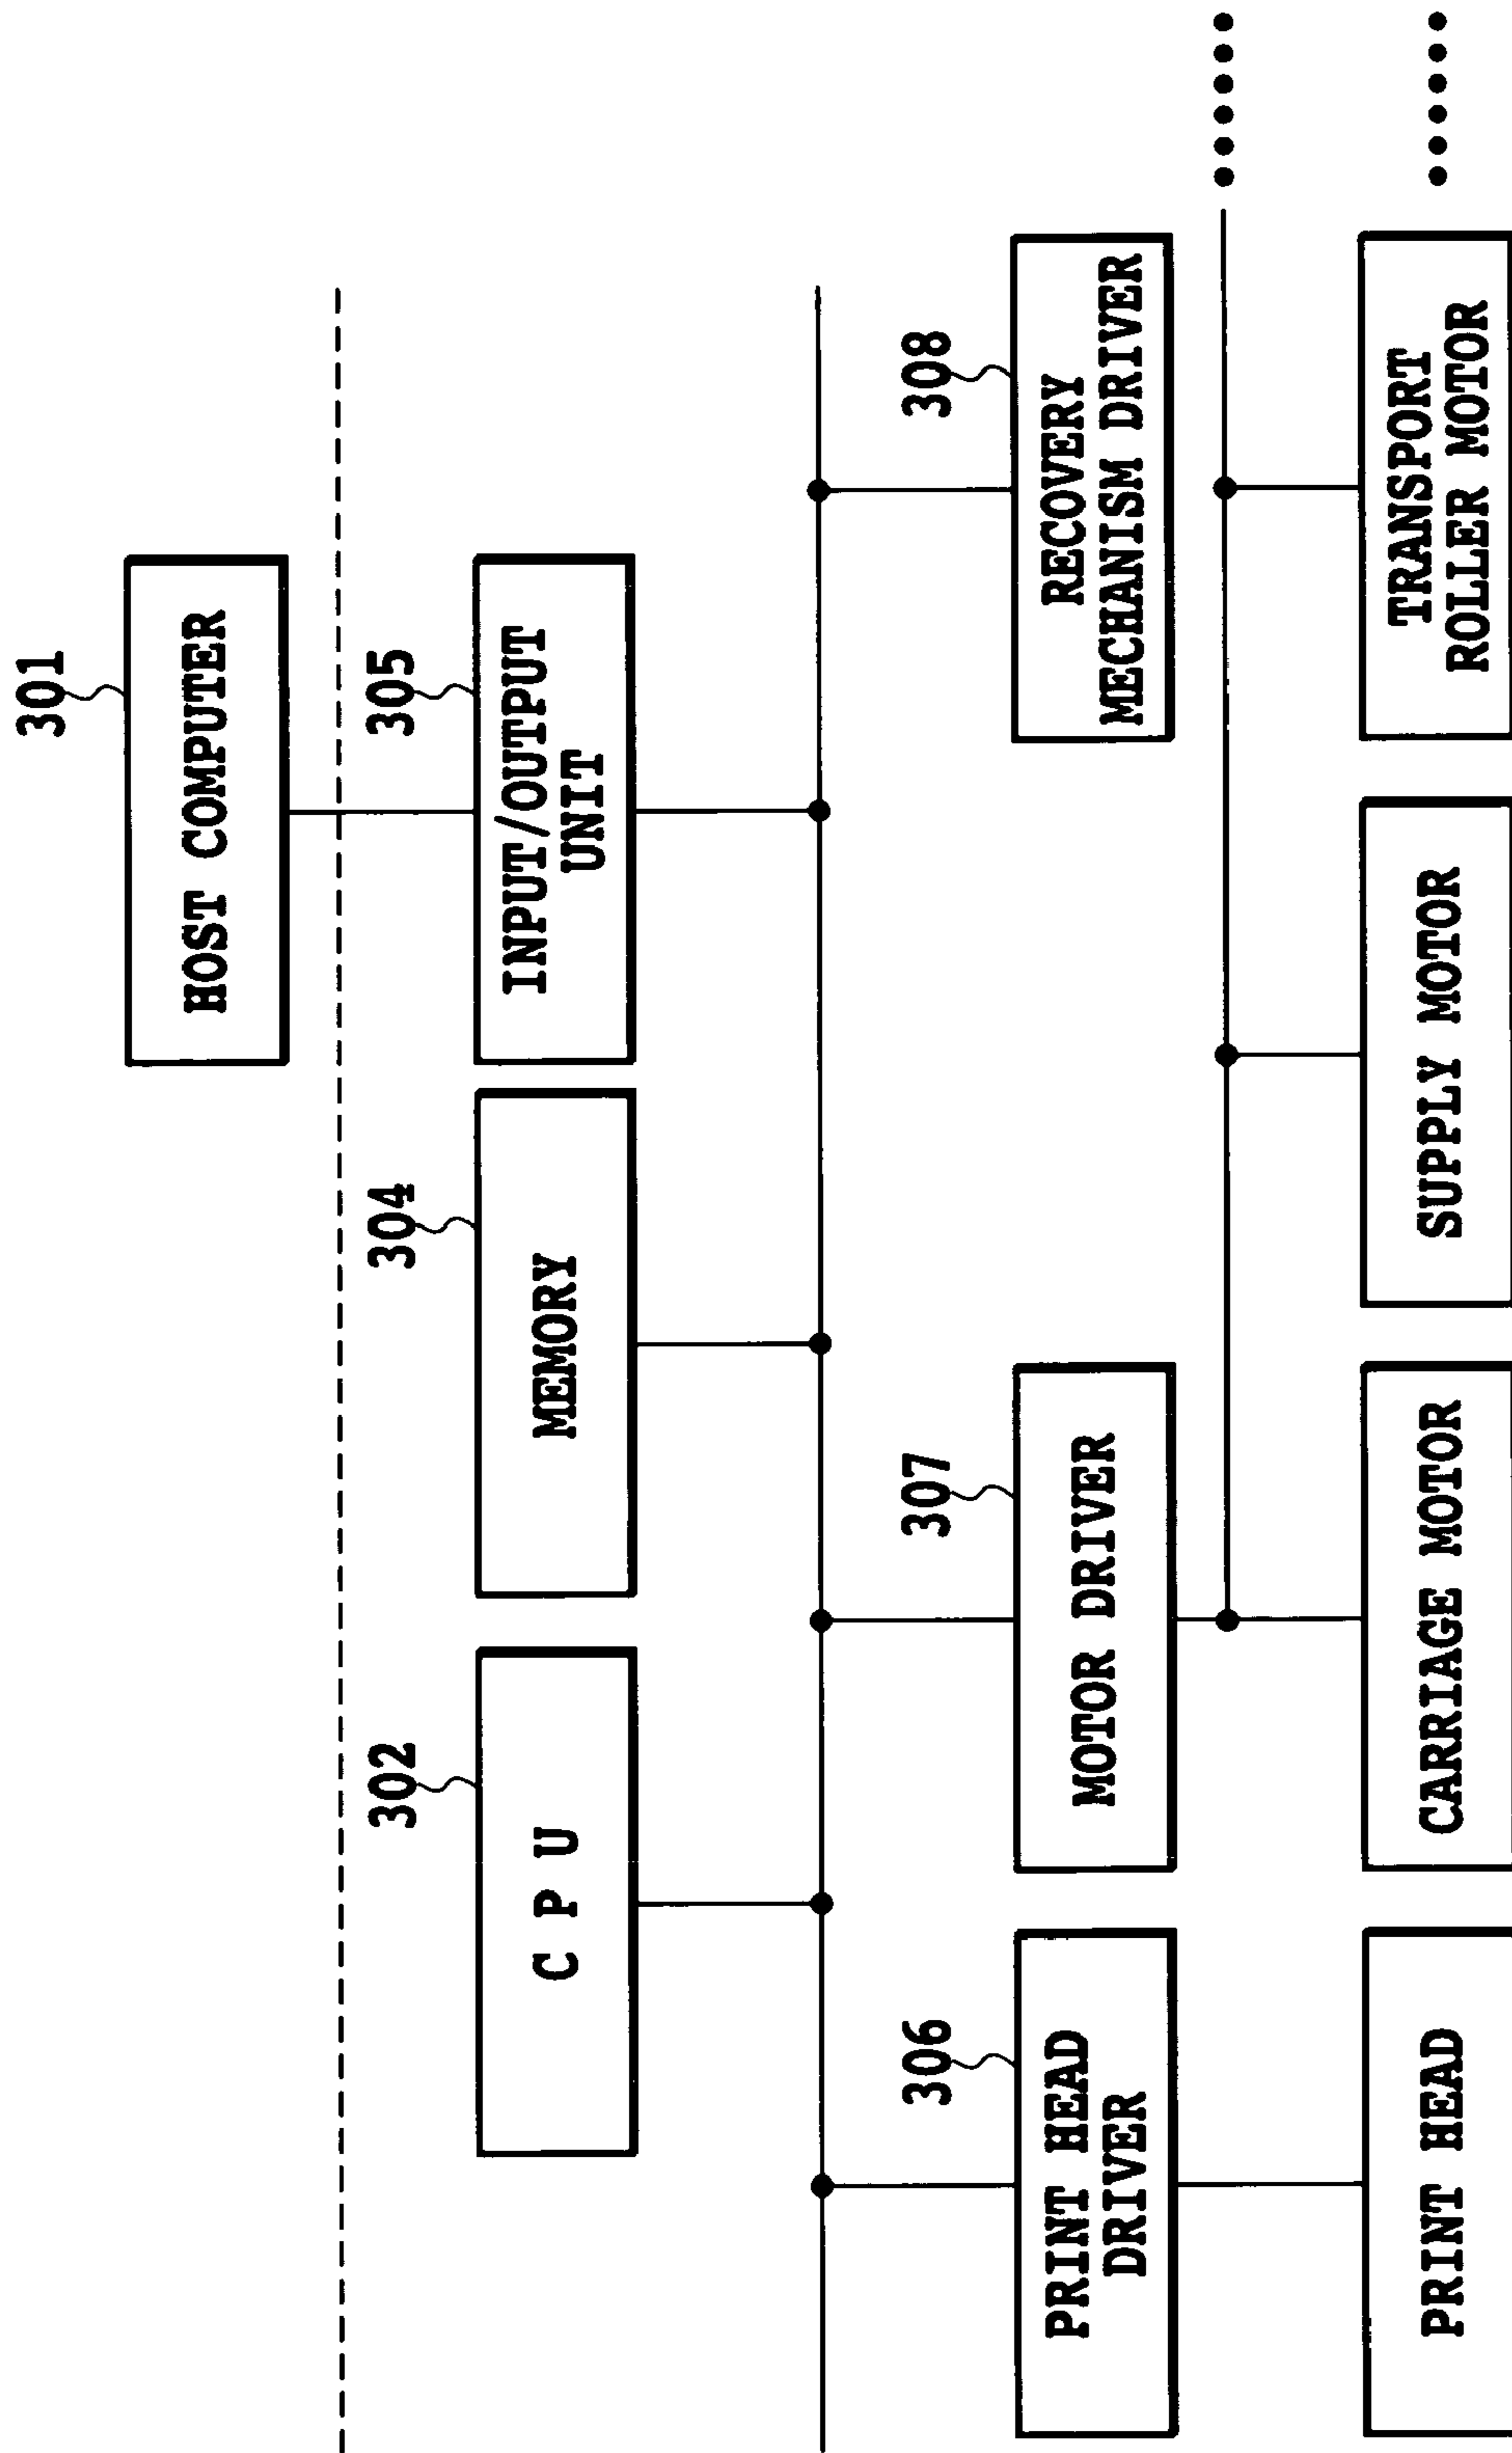 301
HOST COMPUTER
302
C P U
304
MEMORY
305
INPUT/OUTPUT
UNIT
306
PRINT HEAD
DRIVER
307
MOTOR DRIVER
308
RECOVERY
MECHANISM DRIVER
PRINT HEAD
CARRIAGE MOTOR
SUPPLY MOTOR
TRANSPORT
ROLLER MOTOR